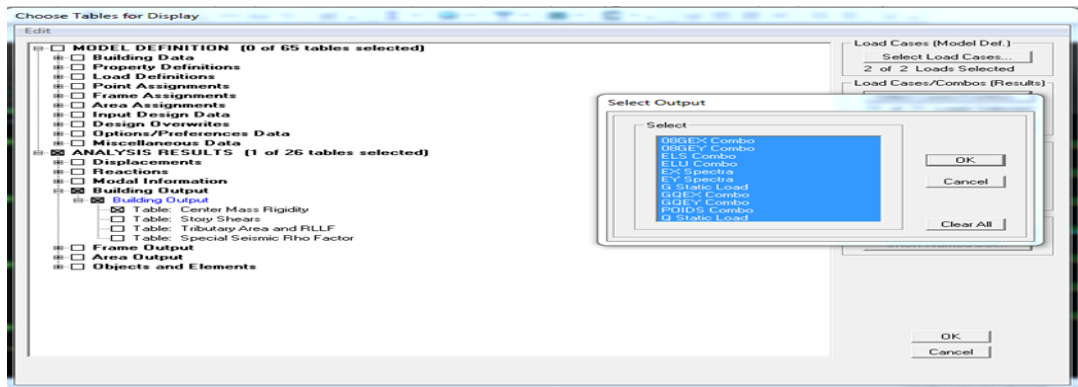 Choose Tables for Display
Edit
MODEL DEFINITION (0 of 65 tables selected)
Building Data
Property Definitions
Load Definitions
Point Assignments
Frame Assignments
Area Assignments
Input Design Data
Design Overwrites
Options/Preferences Data
Miscellaneous Data
ANALYSIS RESULTS (1 of 26 tables selected)
Displacements
Reactions
Modal Information
Building Output
Building Output
Table: Center Mass Rigidity
Table: Story Shears
Table: Tributary Area and RLLF
Table: Special Seismic Rho Factor
Frame Output
Area Output
Objects and Elements
Load Cases (Model Def.)
Select Load Cases...
2 of 2 Loads Selected
Load Cases/Combos (Results)
Select Output
Select
08GEX Combo
08GEY Combo
ELS Combo
ELU Combo
EX Spectra
EY Spectra
G Static Load
GQEX Combo
GQEY Combo
POIDS Combo
Q Static Load
OK
Cancel
Clear All
OK
Cancel